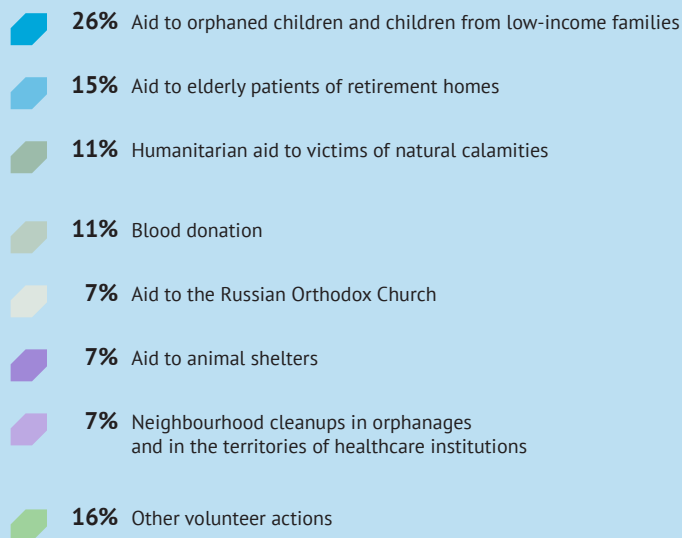 26% Aid to orphaned children and children from low-income families
15% Aid to elderly patients of retirement homes
11% Humanitarian aid to victims of natural calamities
11% Blood donation
7% Aid to the Russian Orthodox Church
7% Aid to animal shelters
7% Neighbourhood cleanups in orphanages
and in the territories of healthcare institutions
16% Other volunteer actions